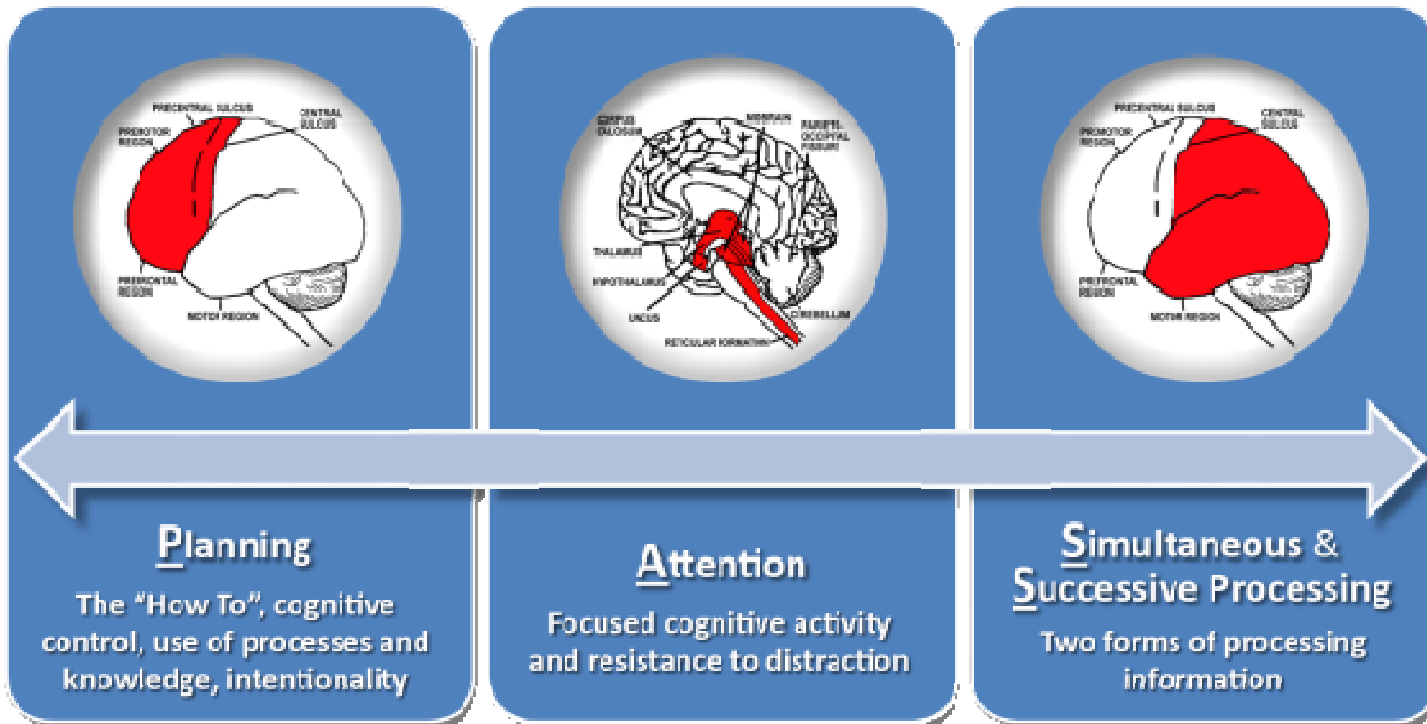 PRECENTRAL SULCUS
CENTRAL
SULCUS
PREMOTOR
REGION
PREFRONTAL
REGION
MOTOR REGION
CORPUS
CALOSUM
MIDBRAIN
OCCIPITAL
FISSURE
THALAMUS
HYPOTHALAMUS
UNCUS
CEREBELLUM
RETICULAR FORMATION
PRECENTRAL SULCUS
CENTRAL
SULCUS
PREMOTOR
REGION
PREFRONTAL
REGION
MOTOR REGION
Planning
The "How To", cognitive
control, use of processes and
knowledge, intentionality
Attention
Focused cognitive activity
and resistance to distraction
Simultaneous &
Successive Processing
Two forms of processing
information